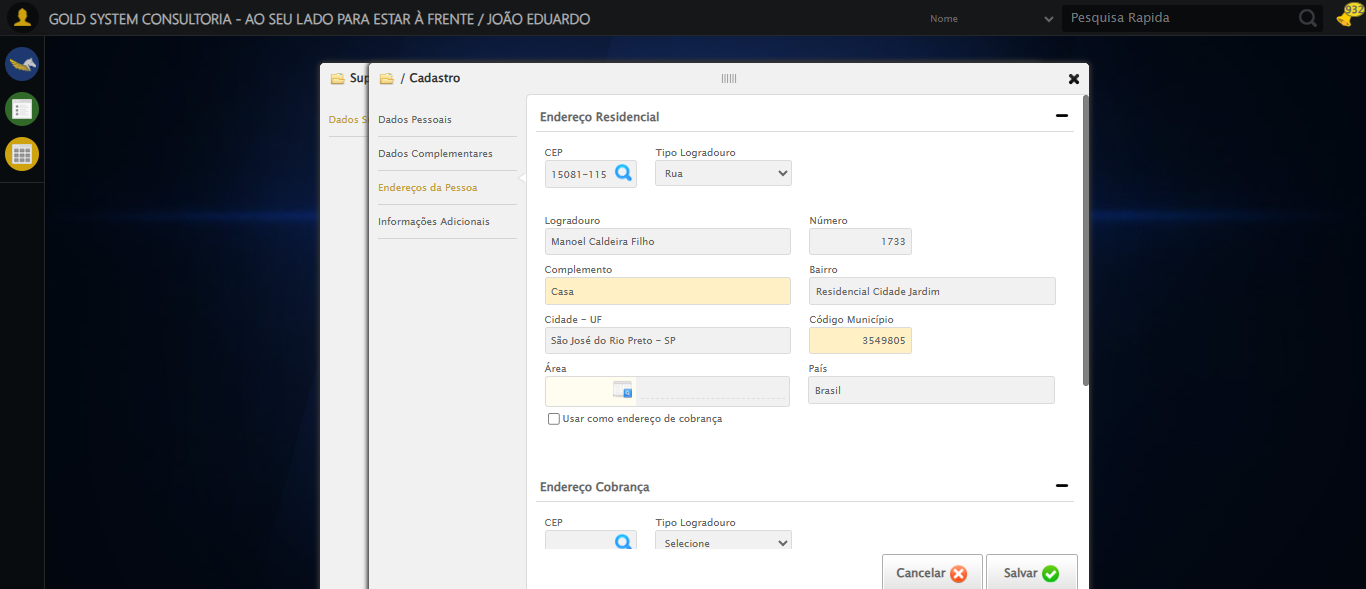 GOLD SYSTEM CONSULTORIA - AO SEU LADO PARA ESTAR À FRENTE / JOÃO EDUARDO
Nome
Pesquisa Rapida
932
Sup
/ Cadastro
Dados S
Dados Pessoais
Dados Complementares
Endereços da Pessoa
Informações Adicionais
Endereço Residencial
CEP Tipo Logradouro
15081-115 Rua
Logradouro Número
Manoel Caldeira Filho 1733
Complemento Bairro
Casa Residencial Cidade Jardim
Cidade - UF Código Município
São José do Rio Preto - SP 3549805
Área País
Brasil
Usar como endereço de cobrança
Endereço Cobrança
CEP Tipo Logradouro
Selecione
Cancelar Salvar